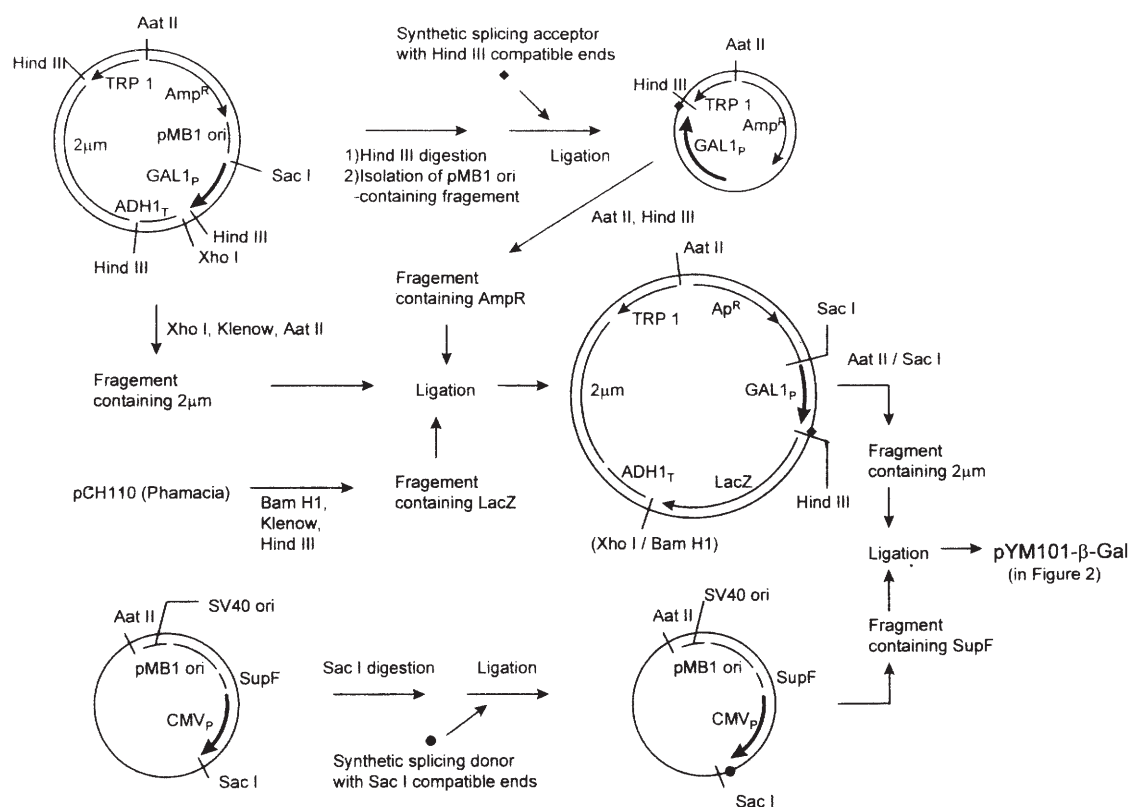 Aat II
Hind III
TRP 1
AmpR
pMB1 ori
2μm
GAL1P
Sac I
ADH1T
Hind III
Xho I
Hind III
Synthetic splicing acceptor
with Hind III compatible ends
1)Hind III digestion
2)Isolation of pMB1 ori
-containing fragement
Ligation
Aat II
Hind III
TRP 1
AmpR
GAL1P
Aat II, Hind III
Fragement
containing AmpR
Xho I, Klenow, Aat II
Fragement
containing 2μm
Ligation
pCH110 (Phamacia)
Bam H1,
Klenow,
Hind III
Fragement
containing LacZ
Aat II
TRP 1
ApR
Sac I
2μm
GAL1P
ADH1T
LacZ
Hind III
(Xho I / Bam H1)
Aat II / Sac I
Fragment
containing 2μm
Ligation
pYM101-β-Gal
(in Figure 2)
Fragment
containing SupF
SV40 ori
Aat II
pMB1 ori
SupF
CMVP
Sac I
Sac I digestion
Ligation
Synthetic splicing donor
with Sac I compatible ends
SV40 ori
Aat II
pMB1 ori
SupF
CMVP
Sac I